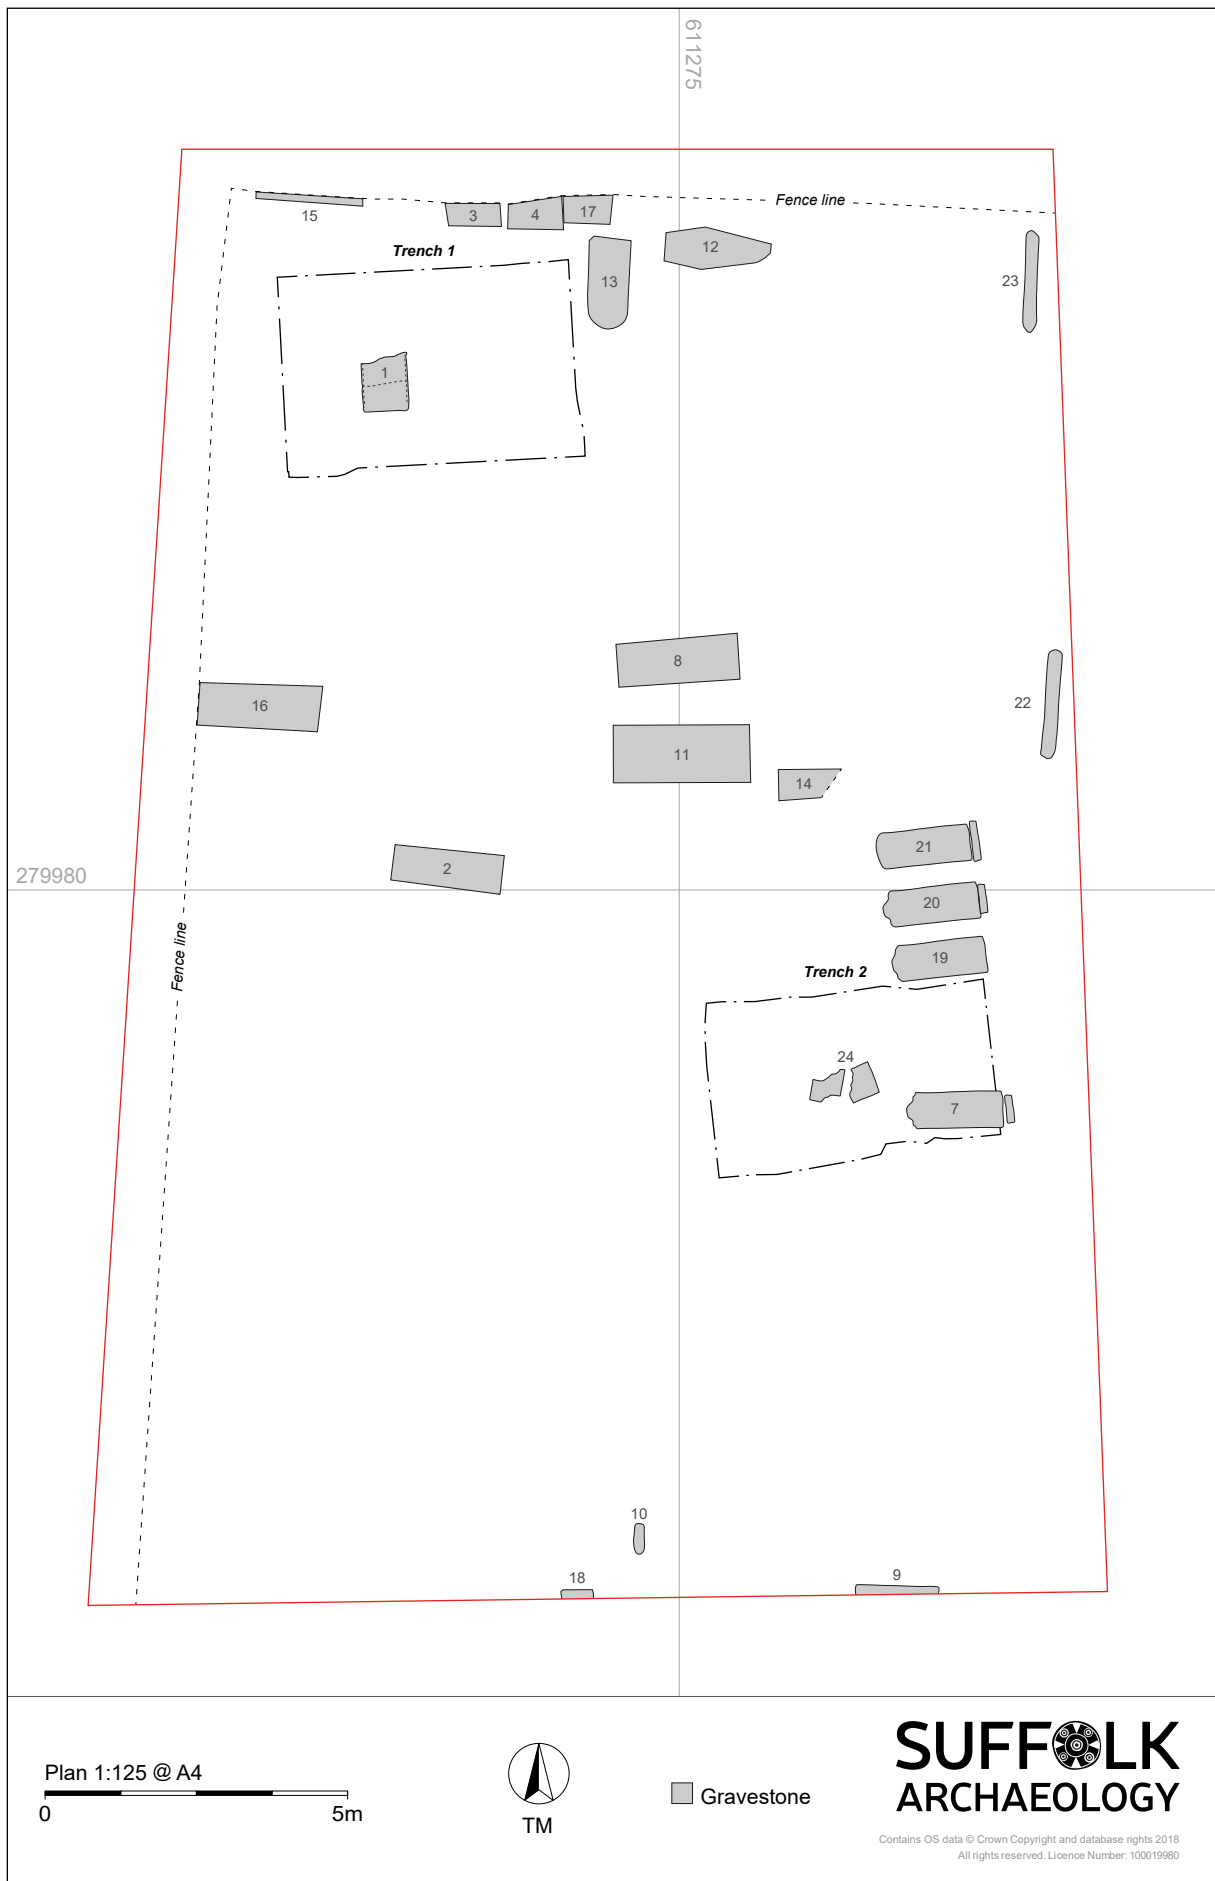 611275
Fence line
15
3
4
17
12
Trench 1
13
23
1
8
16
22
11
14
21
2
279980
20
Fence line
19
Trench 2
24
7
10
18
9
Plan 1:125 @ A4
0
5m
TM
Gravestone
SUFFOLK
ARCHAEOLOGY
Contains OS data © Crown Copyright and database rights 2018
All rights reserved. Licence Number: 100019980